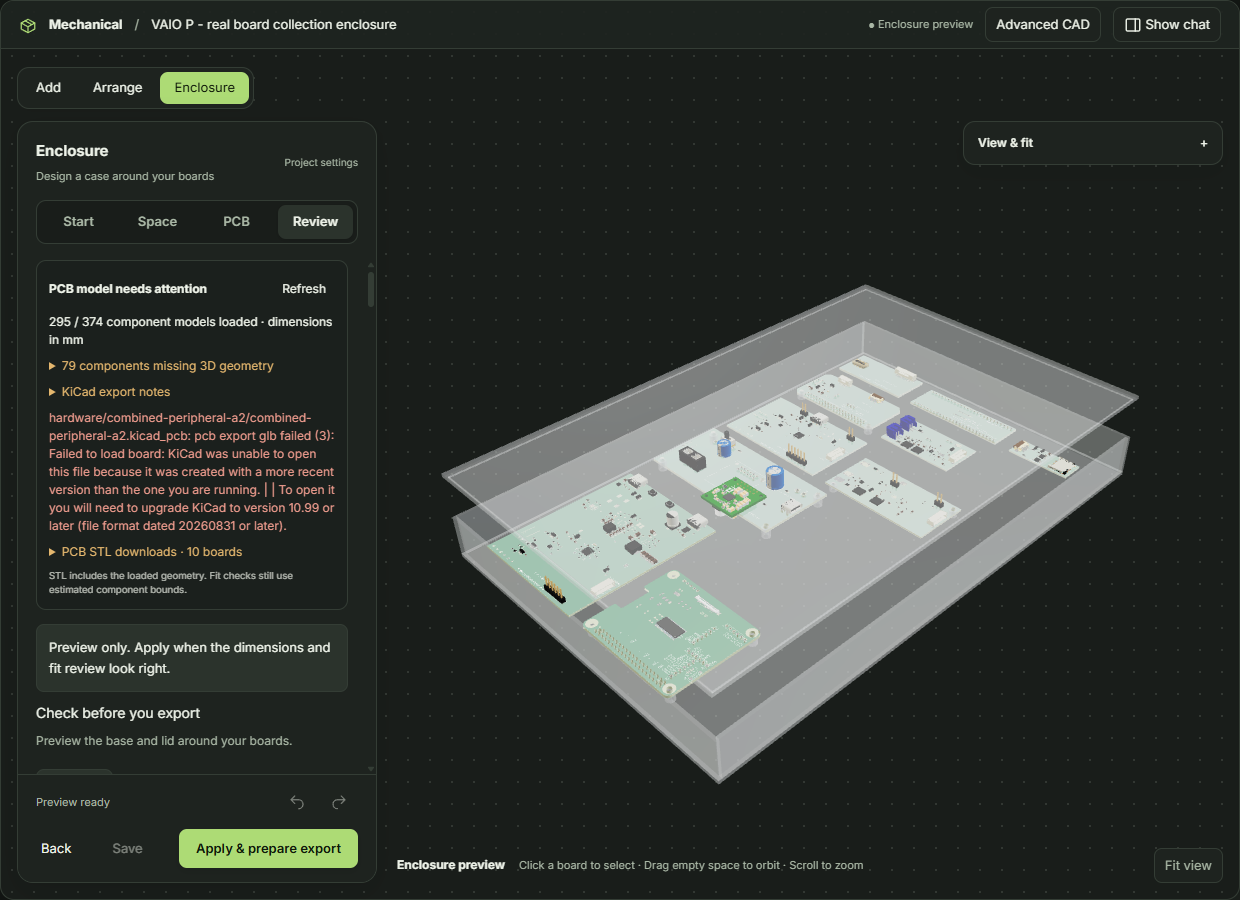 Mechanical / VAIO P - real board collection enclosure
● Enclosure preview
Advanced CAD
Show chat
Add
Arrange
Enclosure
Enclosure
Design a case around your boards
Project settings
View & fit
+
Start
Space
PCB
Review
PCB model needs attention
Refresh
295 / 374 component models loaded · dimensions
in mm
79 components missing 3D geometry
KiCad export notes
hardware/combined-peripheral-a2/combined-
peripheral-a2.kicad_pcb: pcb export glb failed (3):
Failed to load board: KiCad was unable to open
this file because it was created with a more recent
version than the one you are running. | | To open it
you will need to upgrade KiCad to version 10.99 or
later (file format dated 20260831 or later).
PCB STL downloads · 10 boards
STL includes the loaded geometry. Fit checks still use
estimated component bounds.
Preview only. Apply when the dimensions and
fit review look right.
Check before you export
Preview the base and lid around your boards.
Preview ready
Back
Save
Apply & prepare export
Enclosure preview
Click a board to select · Drag empty space to orbit · Scroll to zoom
Fit view